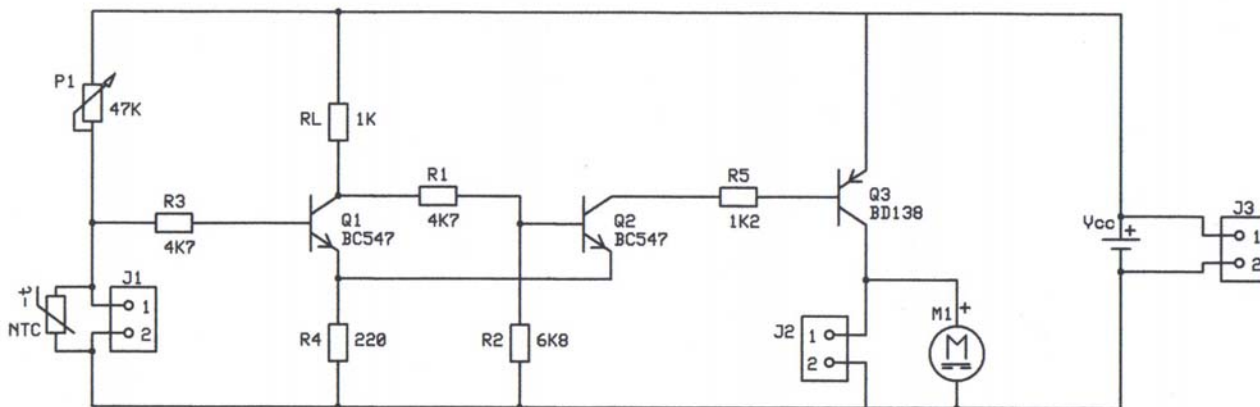 P1
47K
RL 1K
R3
4K7
R1
4K7
Q1
BC547
Q2
BC547
R5
1K2
Q3
BD138
Vcc
+
J3
1
2
-t
NTC
J1
1
2
R4 220
R2 6K8
J2
1
2
M1
+
M